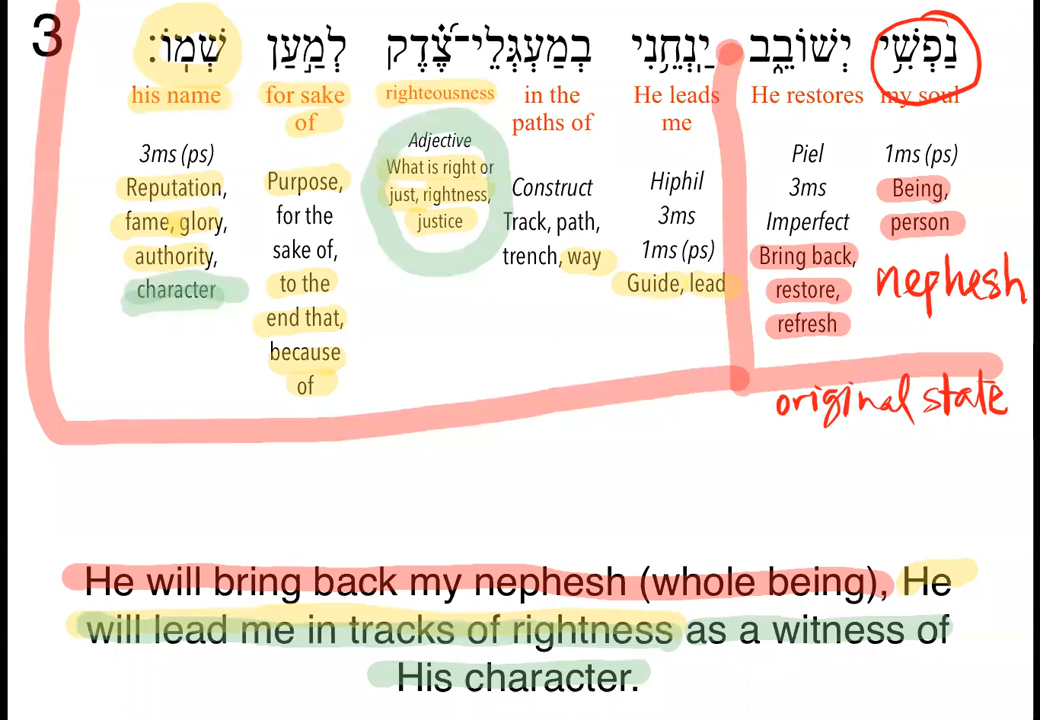 3
נַפְשִׁ֥י יְשׁוֹבֵ֑ב יַֽנְחֵ֥נִי בְמַעְגְּלֵי־צֶ֝֗דֶק לְמַ֣עַן שְׁמֽוֹ׃
my soul
He restores
He leads
me
in the
paths of
righteousness
for sake
of
his name
1ms (ps)
Being,
person
nephesh
Piel
3ms
Imperfect
Bring back,
restore,
refresh
original state
Hiphil
3ms
1ms (ps)
Guide, lead
Construct
Track, path,
trench, way
Adjective
What is right or
just, rightness,
justice
Purpose,
for the
sake of,
to the
end that,
because
of
3ms (ps)
Reputation,
fame, glory,
authority,
character
He will bring back my nephesh (whole being), He
will lead me in tracks of rightness as a witness of
His character.